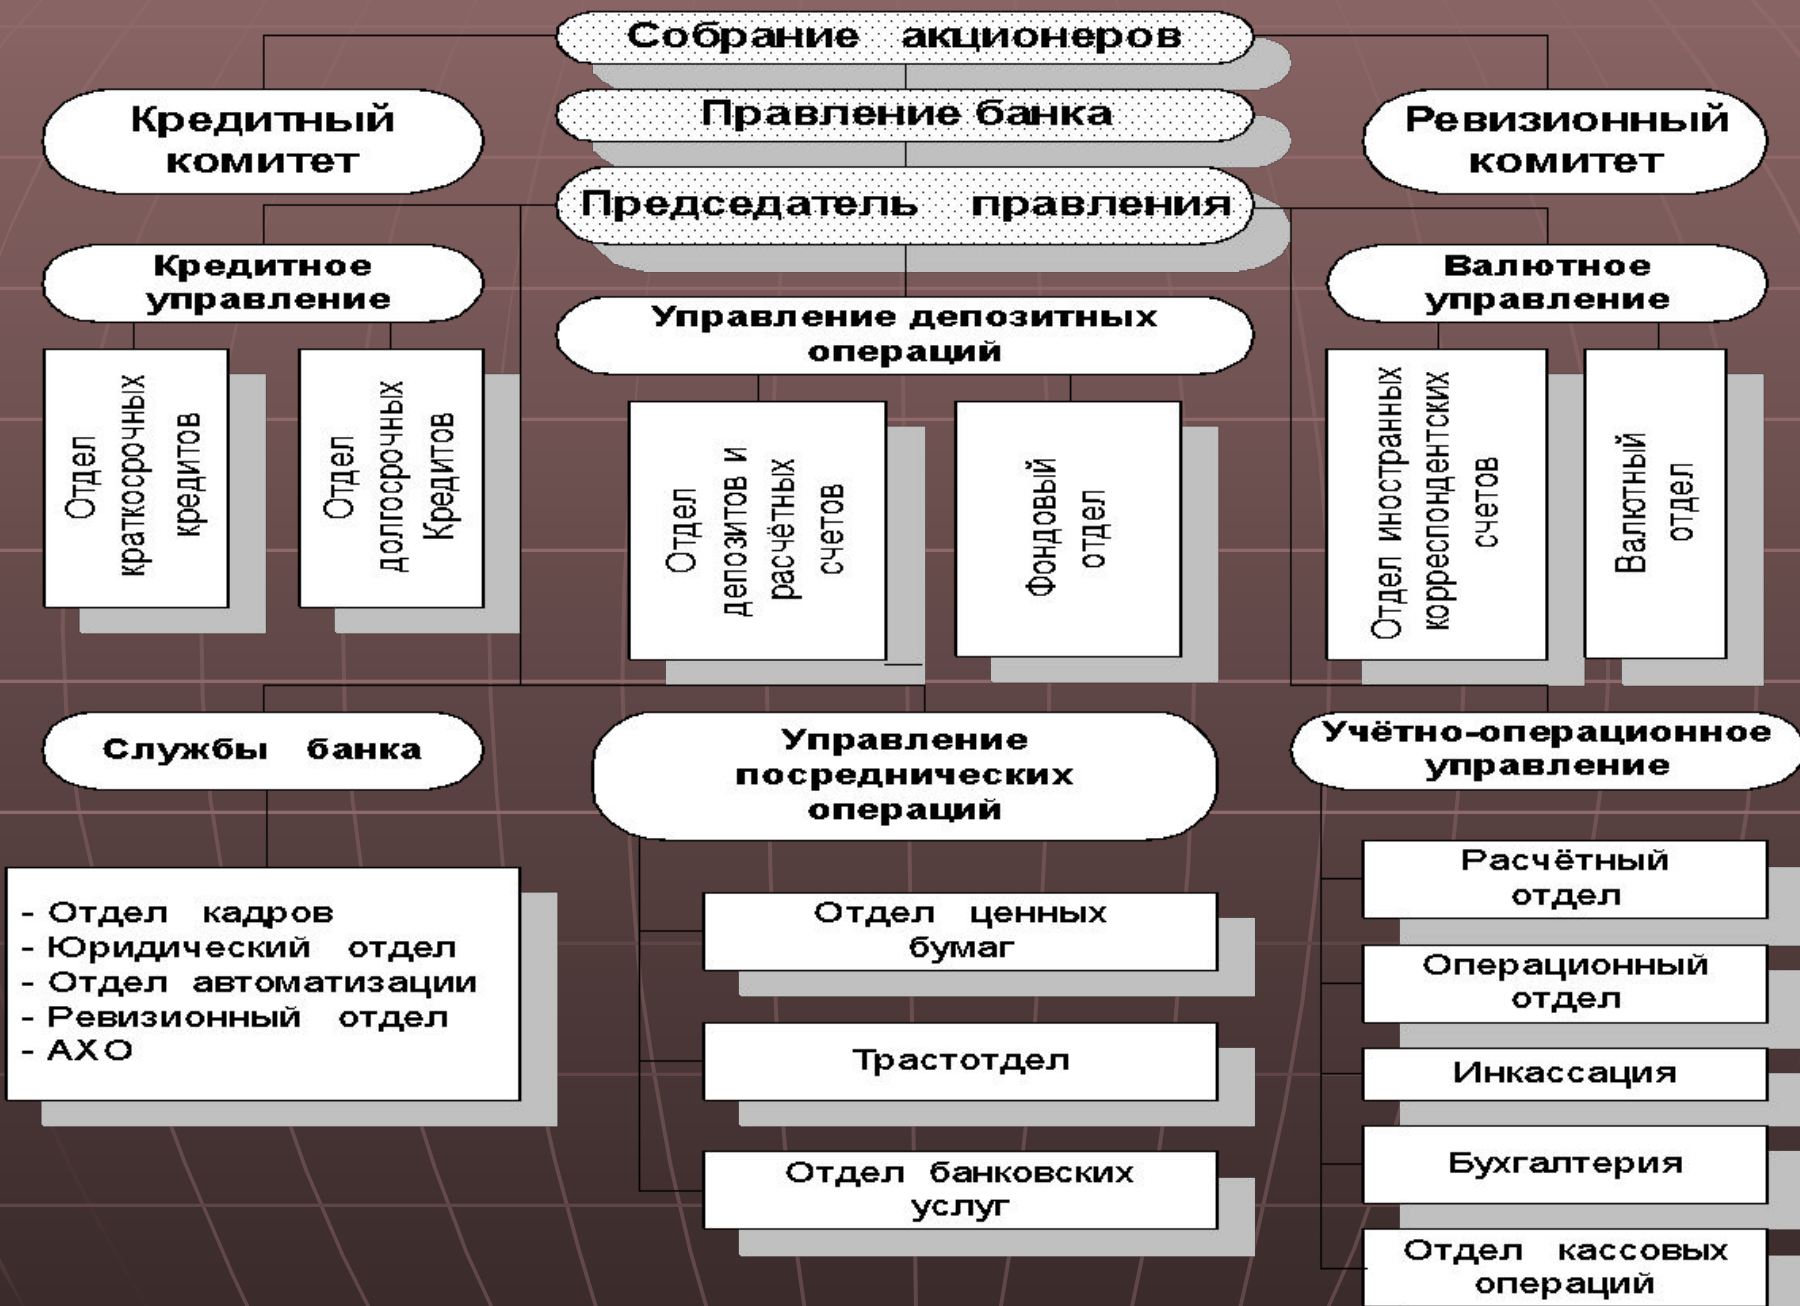 Собрание акционеров
Кредитный
комитет
Правление банка
Ревизионный
комитет
Председатель правления
Кредитное
управление
Управление депозитных
операций
Валютное
управление
Отдел
краткосрочных
кредитов
Отдел
долгосрочных
Кредитов
Отдел
депозитов и
расчётных
счетов
Фондовый
отдел
Отдел иностранных
корреспондентских
счетов
Валютный
отдел
Службы банка
Управление
посреднических
операций
Учётно-операционное
управление
- Отдел кадров
- Юридический отдел
- Отдел автоматизации
- Ревизионный отдел
- АХО
Отдел ценных
бумаг
Трастотдел
Отдел банковских
услуг
Расчётный
отдел
Операционный
отдел
Инкассация
Бухгалтерия
Отдел кассовых
операций